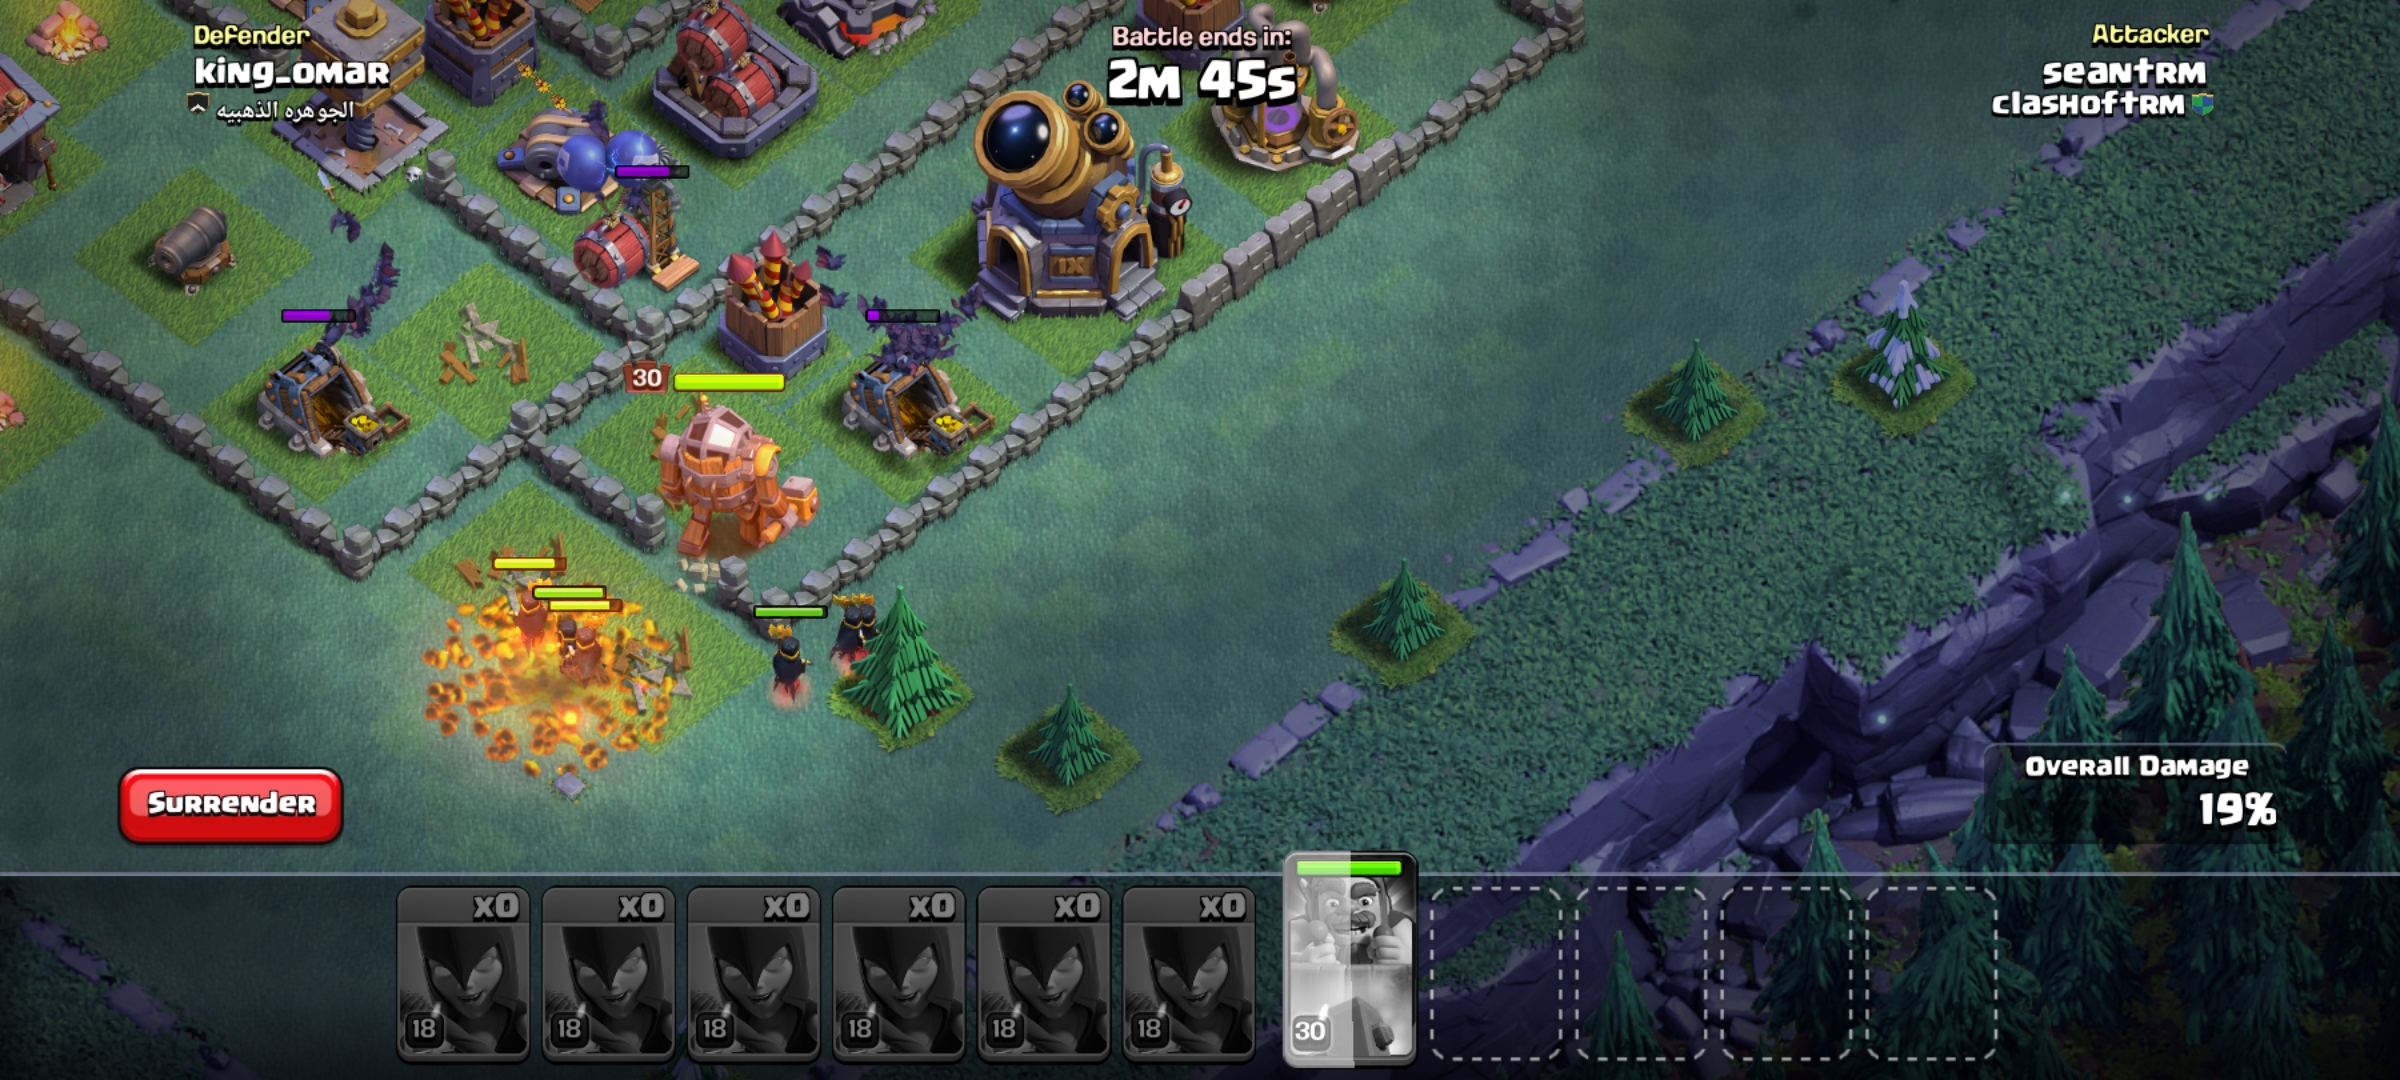 Defender
king_omar
الجوهره الذهبيه
Battle ends in:
2M 45s
Attacker
seantRM
clashoftRM
IX
30
Surrender
Overall Damage
19%
x0
x0
x0
x0
x0
x0
18
18
18
18
18
18
30